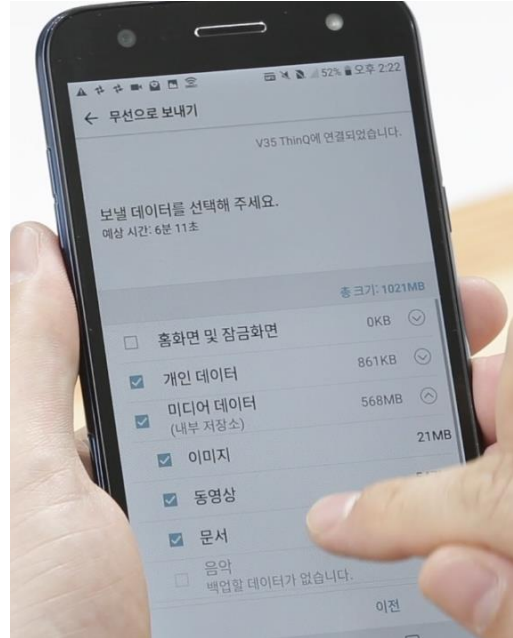 52% 오후 2:22
무선으로 보내기
V35 ThinQ에 연결되었습니다.
보낼 데이터를 선택해 주세요.
예상 시간: 6분 11초
총 크기: 1021MB
홈화면 및 잠금화면 0KB
개인 데이터 861KB
미디어 데이터 568MB
(내부 저장소)
이미지 21MB
동영상
문서
음악
백업할 데이터가 없습니다.
이전